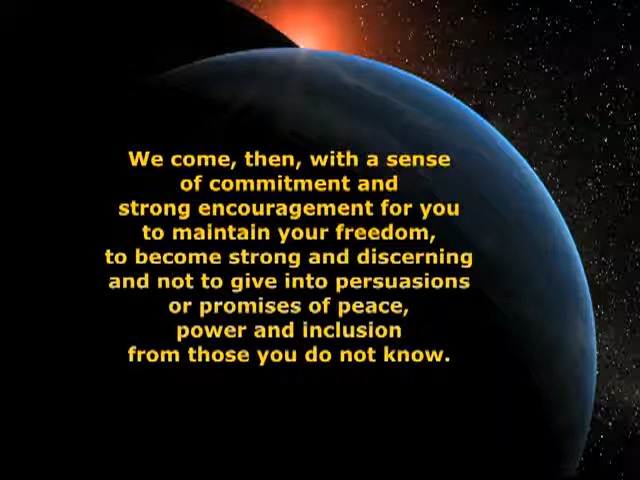 We come, then, with a sense
of commitment and
strong encouragement for you
to maintain your freedom,
to become strong and discerning
and not to give into persuasions
or promises of peace,
power and inclusion
from those you do not know.